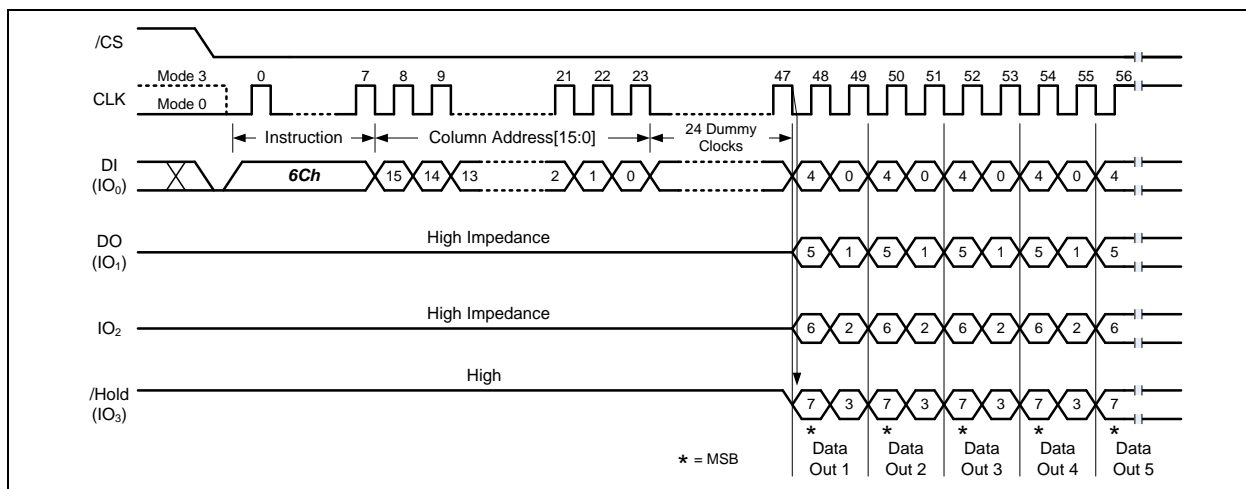 /CS
Mode 3 0 7 8 9 21 22 23 47 48 49 50 51 52 53 54 55 56
CLK
Mode 0
Instruction Column Address[15:0] 24 Dummy
Clocks
DI
(IO₀)
6Ch 15 14 13 2 1 0 4 0 4 0 4 0 4 0 4
DO
(IO₁)
High Impedance 5 1 5 1 5 1 5 1 5
IO₂
High Impedance 6 2 6 2 6 2 6 2 6
/Hold
(IO₃)
High 7 3 7 3 7 3 7 3 7
* * * * *
* = MSB
Data
Out 1
Data
Out 2
Data
Out 3
Data
Out 4
Data
Out 5